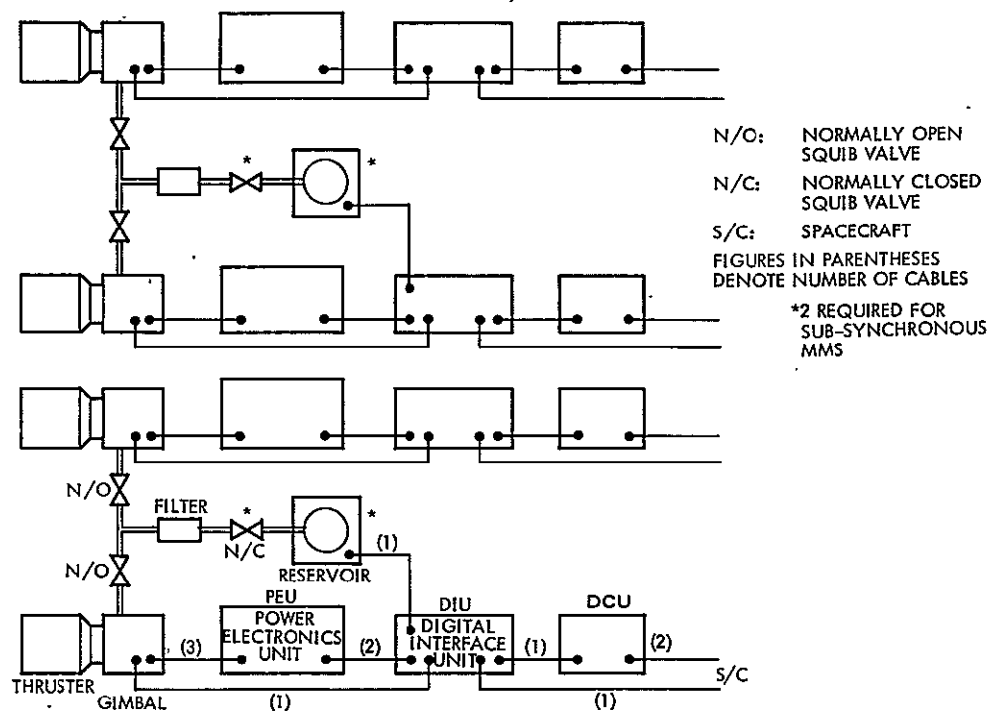 *
*
N/O: NORMALLY OPEN
SQUIB VALVE
N/C: NORMALLY CLOSED
SQUIB VALVE
S/C: SPACECRAFT
FIGURES IN PARENTHESES
DENOTE NUMBER OF CABLES
*2 REQUIRED FOR
SUB-SYNCHRONOUS
MMS
N/O
FILTER
*
N/C
*
(1)
RESERVOIR
N/O
PEU
POWER
ELECTRONICS
UNIT
DIU
DIGITAL
INTERFACE
UNIT
DCU
(3)
(2)
(1)
(2)
S/C
THRUSTER
GIMBAL
(1)
(1)